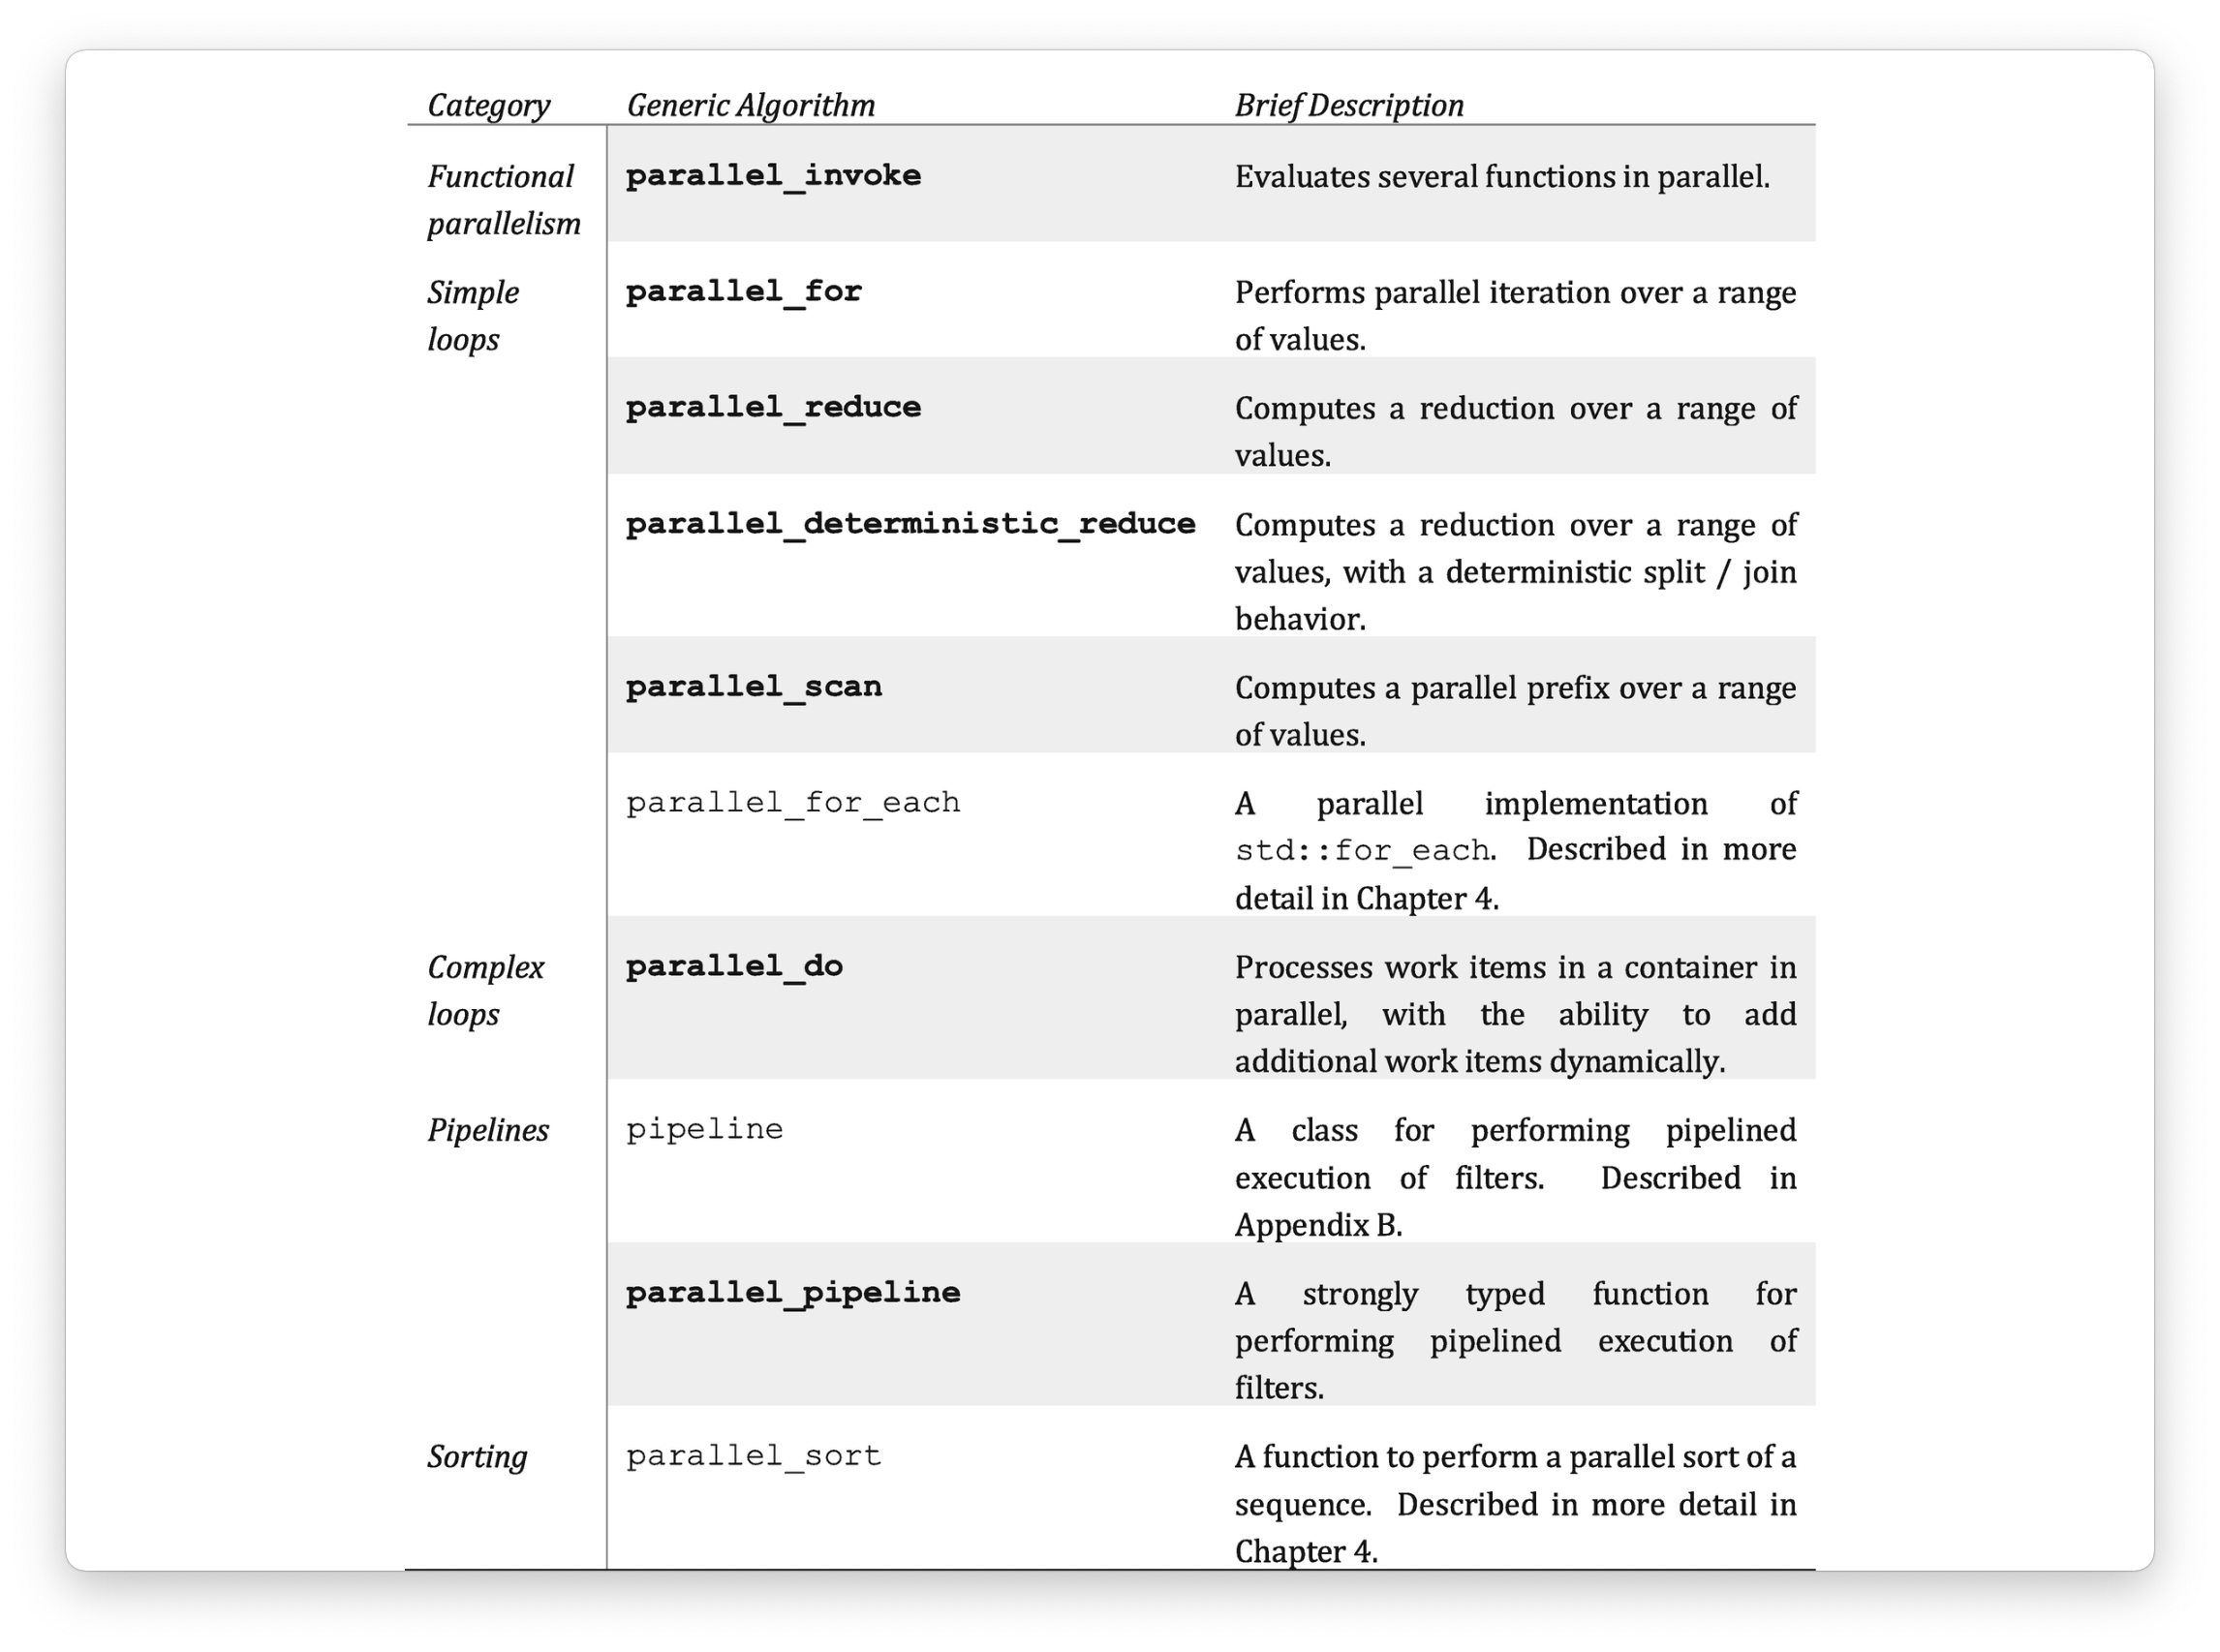 Category Generic Algorithm Brief Description
Functional parallel_invoke Evaluates several functions in parallel.
parallelism
Simple parallel_for Performs parallel iteration over a range
loops of values.
parallel_reduce Computes a reduction over a range of
values.
parallel_deterministic_reduce Computes a reduction over a range of
values, with a deterministic split / join
behavior.
parallel_scan Computes a parallel prefix over a range
of values.
parallel_for_each A parallel implementation of
std::for_each. Described in more
detail in Chapter 4.
Complex parallel_do Processes work items in a container in
loops parallel, with the ability to add
additional work items dynamically.
Pipelines pipeline A class for performing pipelined
execution of filters. Described in
Appendix B.
parallel_pipeline A strongly typed function for
performing pipelined execution of
filters.
Sorting parallel_sort A function to perform a parallel sort of a
sequence. Described in more detail in
Chapter 4.